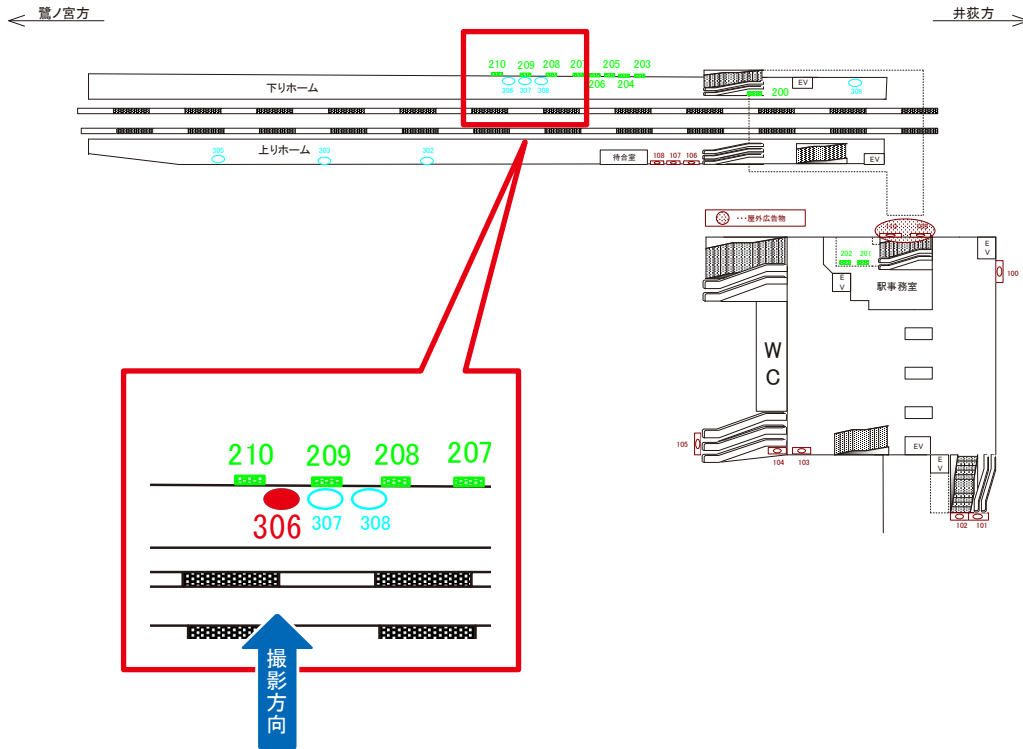 鷺ノ宮方
井荻方
210
209
208
207
205
203
206
204
306
307
308
200
EV
309
下りホーム
上りホーム
305
303
302
待合室
108
107
106
EV
…屋外広告物
110
109
202
201
E
V
100
E
V
駅事務室
W
C
105
104
103
EV
E
V
102
101
210
209
208
207
306
307
308
撮影方向